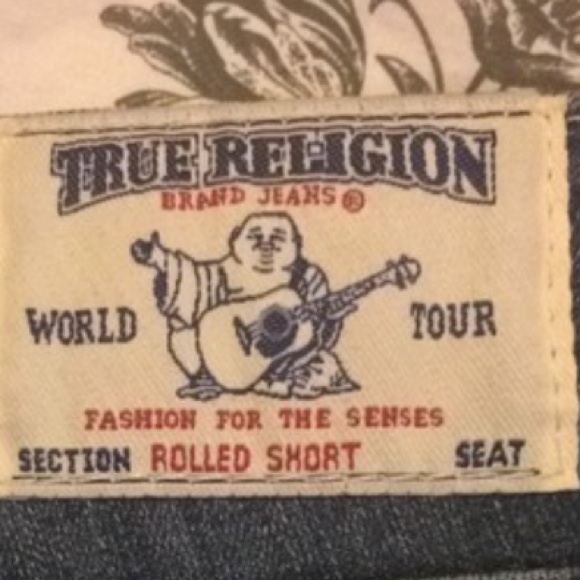 TRUE RELIGION
BRAND JEANS®
WORLD TOUR
FASHION FOR THE SENSES
SECTION ROLLED SHORT SEAT